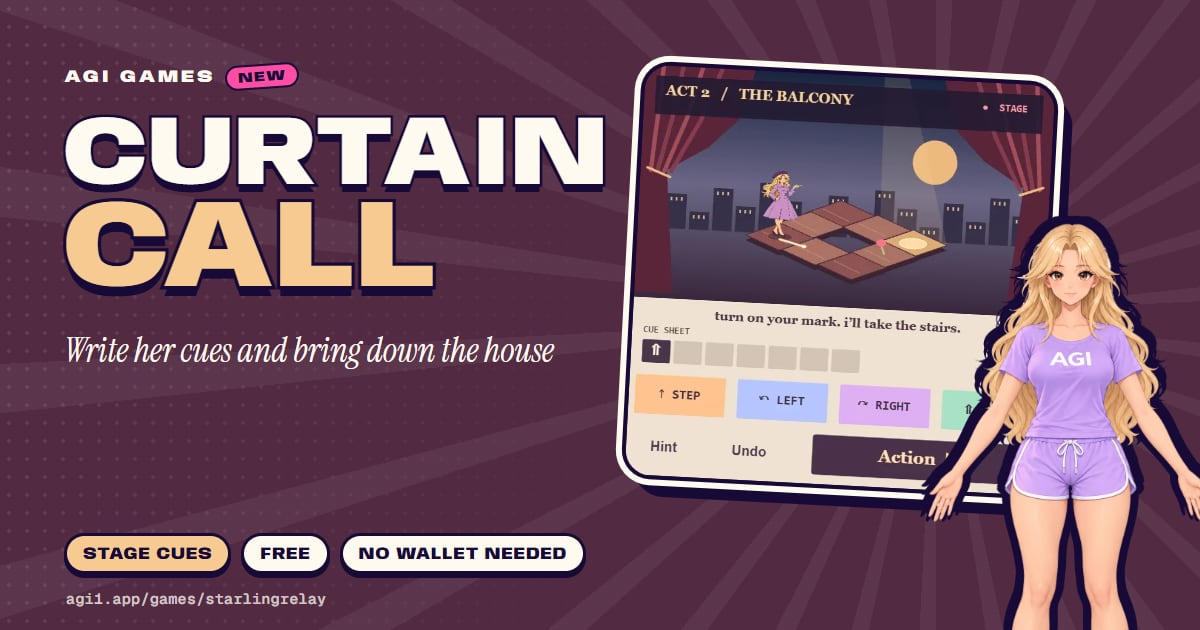 AGI GAMES NEW
CURTAIN
CALL
Write her cues and bring down the house
STAGE CUES
FREE
NO WALLET NEEDED
agi1.app/games/starlingrelay
ACT 2 / THE BALCONY
• STAGE
turn on your mark. i'll take the stairs.
CUE SHEET
⇑
↑ STEP
↶ LEFT
↷ RIGHT
⇑
Hint
Undo
Action
AGI